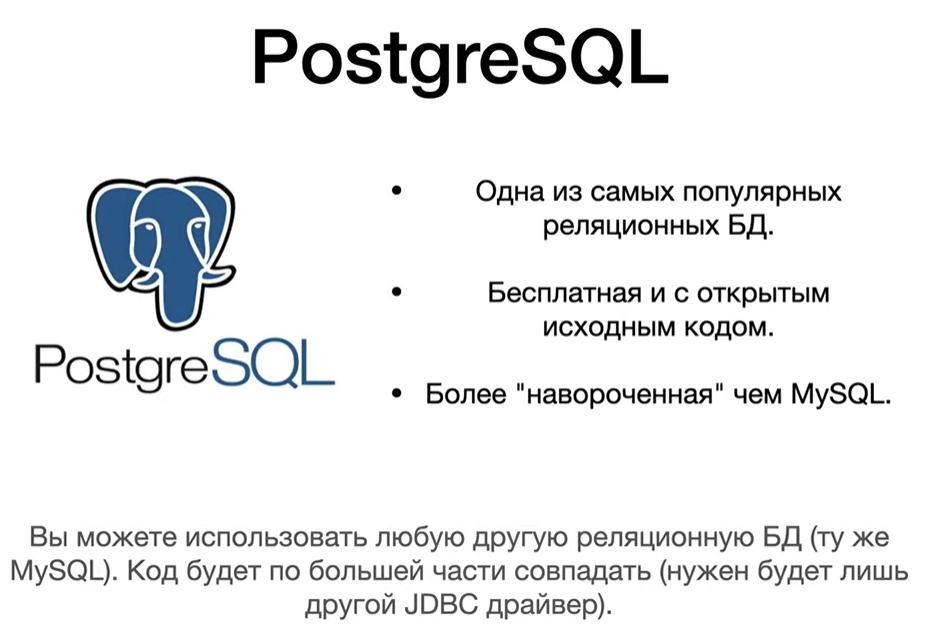 PostgreSQL
• Одна из самых популярных
реляционных БД.
• Бесплатная и с открытым
исходным кодом.
PostgreSQL
• Более "навороченная" чем MySQL.
Вы можете использовать любую другую реляционную БД (ту же
MySQL). Код будет по большей части совпадать (нужен будет лишь
другой JDBC драйвер).